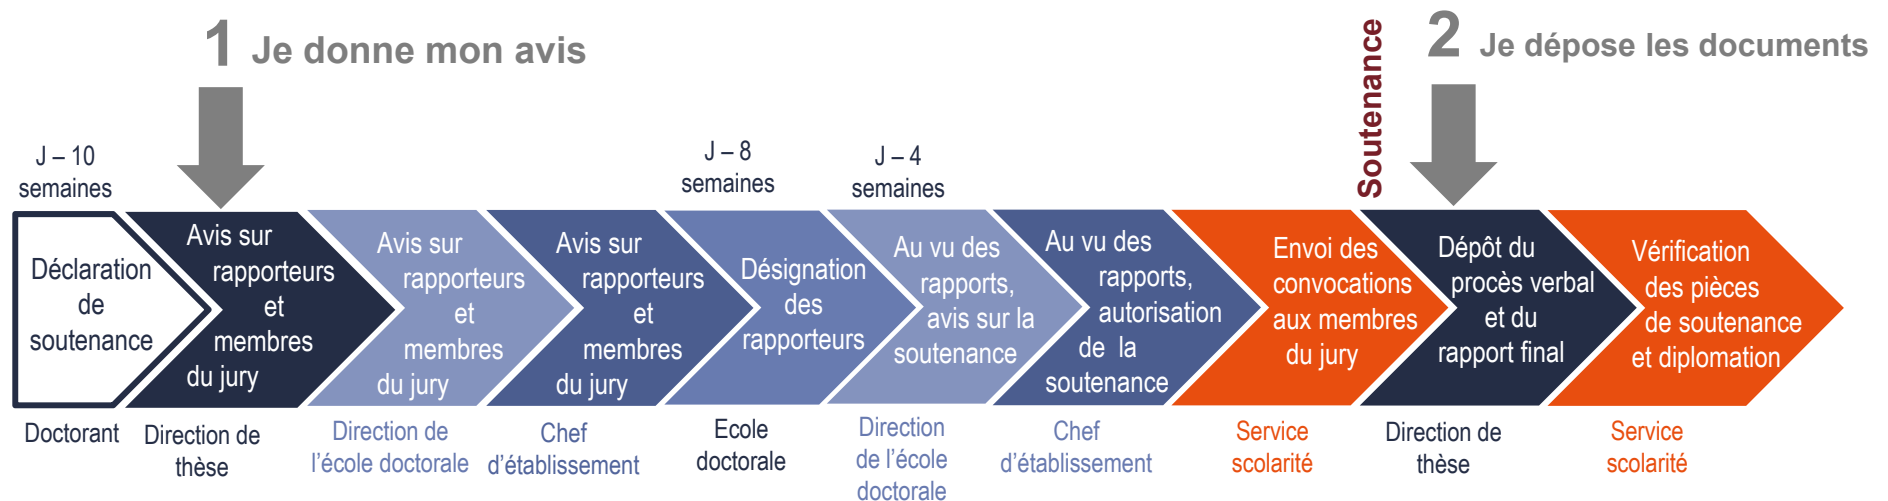 1 Je donne mon avis
Soutenance
2 Je dépose les documents
J – 10
semaines
J – 8
semaines
J – 4
semaines
Déclaration
de
soutenance
Avis sur
rapporteurs
et
membres
du jury
Avis sur
rapporteurs
et
membres
du jury
Avis sur
rapporteurs
et
membres
du jury
Désignation
des
rapporteurs
Au vu des
rapports,
avis sur la
soutenance
Au vu des
rapports,
autorisation
de la
soutenance
Envoi des
convocations
aux membres
du jury
Dépôt du
procès verbal
et du
rapport final
Vérification
des pièces
de soutenance
et diplomation
Doctorant
Direction de
thèse
Direction de
l'école doctorale
Chef
d'établissement
Ecole
doctorale
Direction
de l'école
doctorale
Chef
d'établissement
Service
scolarité
Direction de
thèse
Service
scolarité